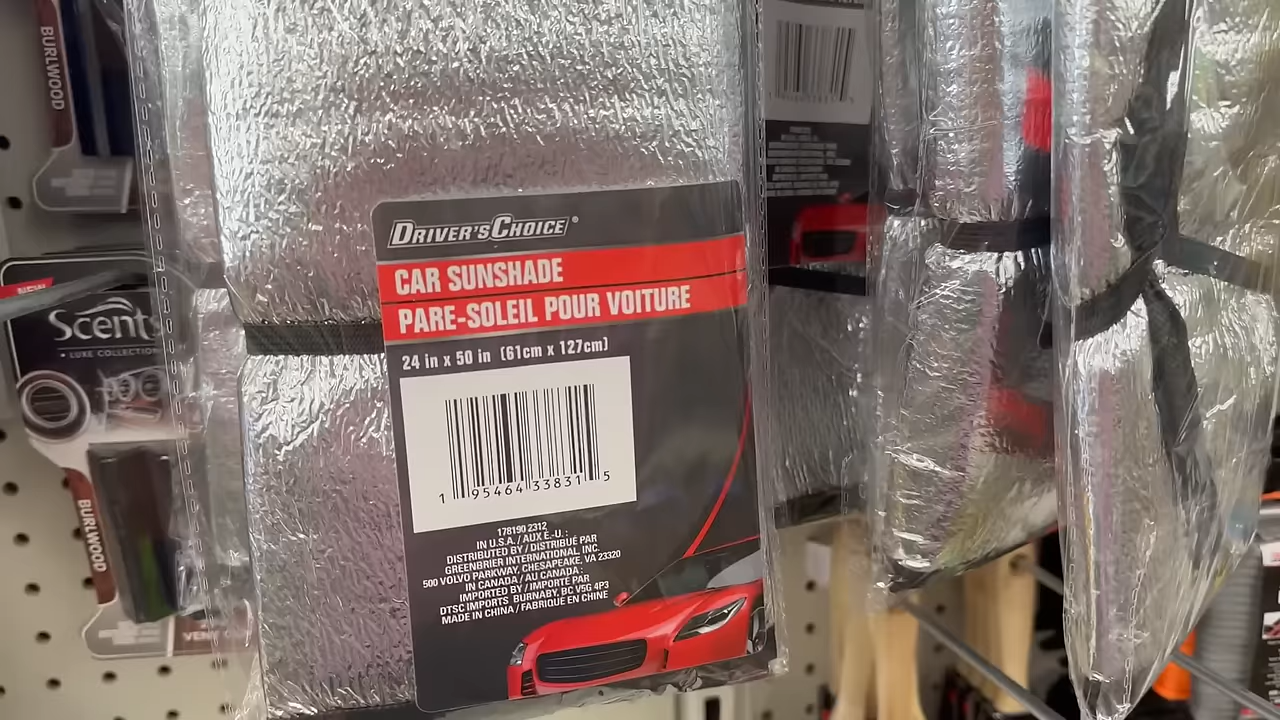 BURLWOOD
NEW
Scents
• LUXE COLLECTION
BURLWOOD
DRIVER'S CHOICE®
CAR SUNSHADE
PARE-SOLEIL POUR VOITURE
24 in x 50 in (61cm x 127cm)
1 95464 33831 5
178190 2312
IN U.S.A. / AUX É.-U. :
DISTRIBUTED BY / DISTRIBUÉ PAR
GREENBRIER INTERNATIONAL, INC.
500 VOLVO PARKWAY, CHESAPEAKE, VA 23320
IN CANADA / AU CANADA :
IMPORTED BY / IMPORTÉ PAR
DTSC IMPORTS BURNABY, BC V5G 4P3
MADE IN CHINA / FABRIQUÉ EN CHINE